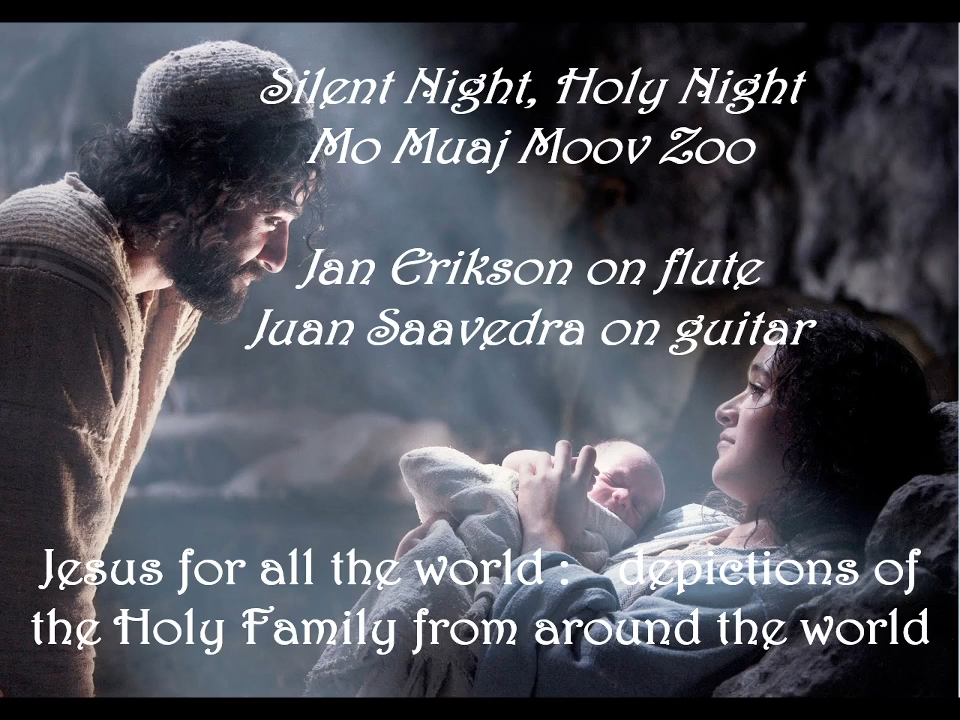 Silent Night, Holy Night
Mo Muaj Moov Zoo
Jan Erikson on flute
Juan Saavedra on guitar
Jesus for all the world : depictions of
the Holy Family from around the world